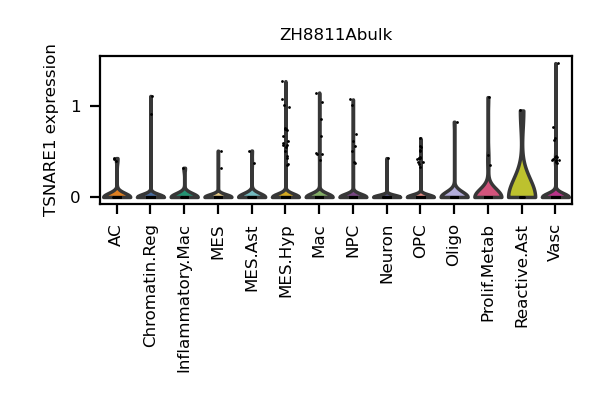 ZH8811Abulk
TSNARE1 expression
1
0
AC
Chromatin.Reg
Inflammatory.Mac
MES
MES.Ast
MES.Hyp
Mac
NPC
Neuron
OPC
Oligo
Prolif.Metab
Reactive.Ast
Vasc